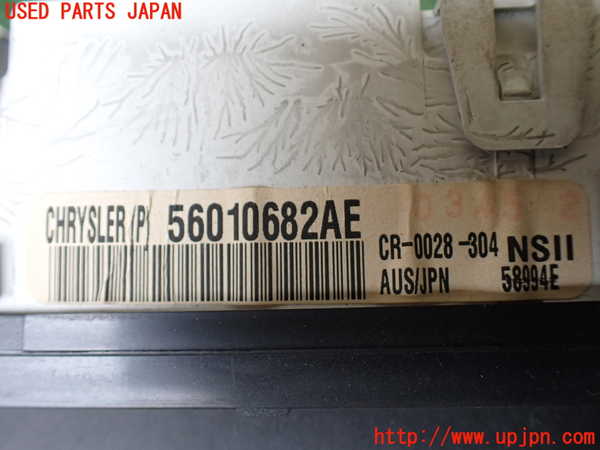 USED PARTS JAPAN
CHRYSLER (P) 56010682AE
CR-0028-304 NSII
AUS/JPN 58994E
http://www.upjpn.com